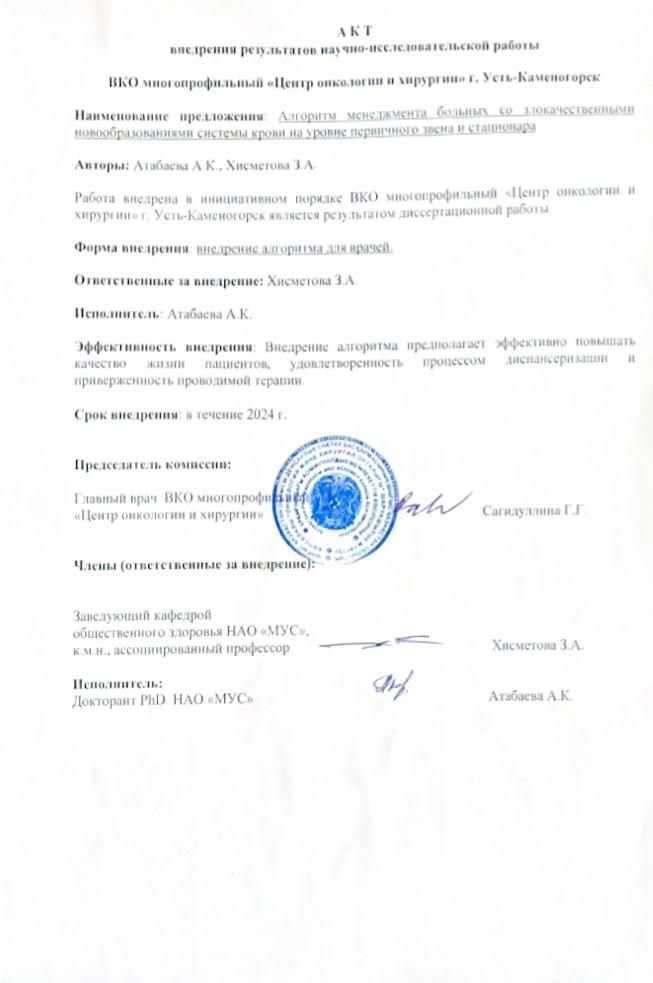 А К Т
внедрения результатов научно-исследовательской работы
ВКО многопрофильный «Центр онкологии и хирургии» г. Усть-Каменогорск
Наименование предложения: Алгоритм менеджмента больных со злокачественными
новообразованиями системы крови на уровне первичного звена и стационара
Авторы: Атабаева А.К., Хисметова З.А.
Работа внедрена в инициативном порядке ВКО многопрофильный «Центр онкологии и
хирургии» г. Усть-Каменогорск является результатом диссертационной работы.
Форма внедрения: внедрение алгоритма для врачей.
Ответственные за внедрение: Хисметова З.А.
Исполнитель: Атабаева А.К.
Эффективность внедрения: Внедрение алгоритма предполагает эффективно повышать
качество жизни пациентов, удовлетворенность процессом диспансеризации и
приверженность проводимой терапии.
Срок внедрения: в течение 2024 г.
Председатель комиссии:
Главный врач ВКО многопрофильный
«Центр онкологии и хирургии» Сагидуллина Г.Г.
Члены (ответственные за внедрение):
Заведующий кафедрой
общественного здоровья НАО «МУС»,
к.м.н., ассоциированный профессор Хисметова З.А.
Исполнитель:
Докторант PhD НАО «МУС» Атабаева А.К.